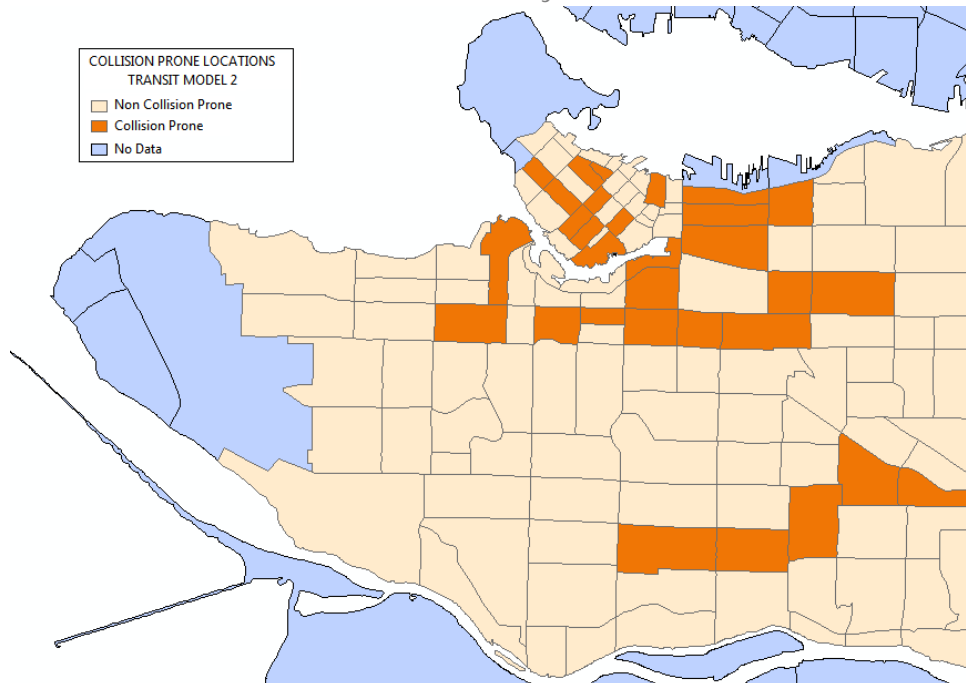 COLLISION PRONE LOCATIONS
TRANSIT MODEL 2
Non Collision Prone
Collision Prone
No Data